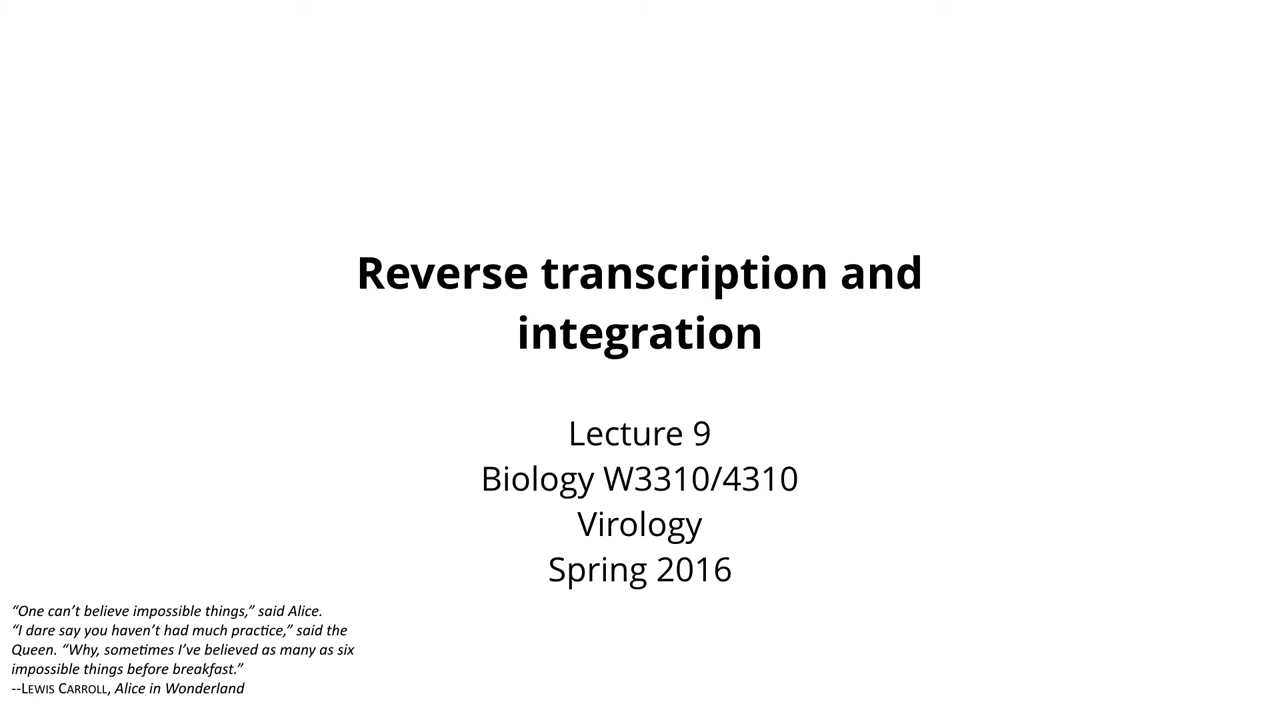 Reverse transcription and
integration
Lecture 9
Biology W3310/4310
Virology
Spring 2016
“One can’t believe impossible things,” said Alice.
“I dare say you haven’t had much practice,” said the
Queen. “Why, sometimes I’ve believed as many as six
impossible things before breakfast.”
--LEWIS CARROLL, Alice in Wonderland